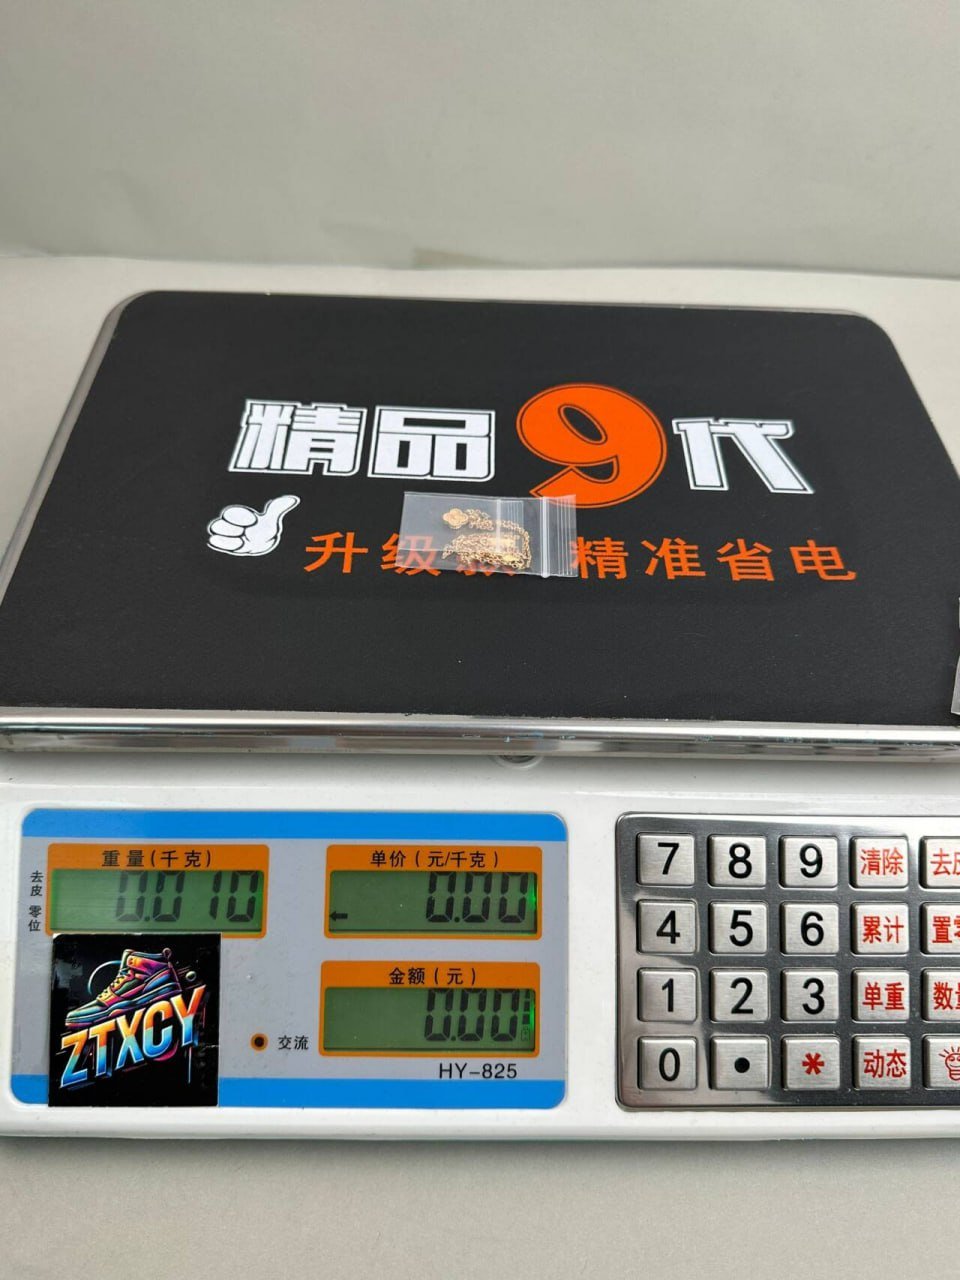 精品9代
升级款 精准省电
重量(千克)
0.010
去皮
零位
单价(元/千克)
0.00
金额(元)
0.00
交流
HY-825
ZTXCY
7 8 9 清除
4 5 6 累计
1 2 3 单重
0 • * 动态